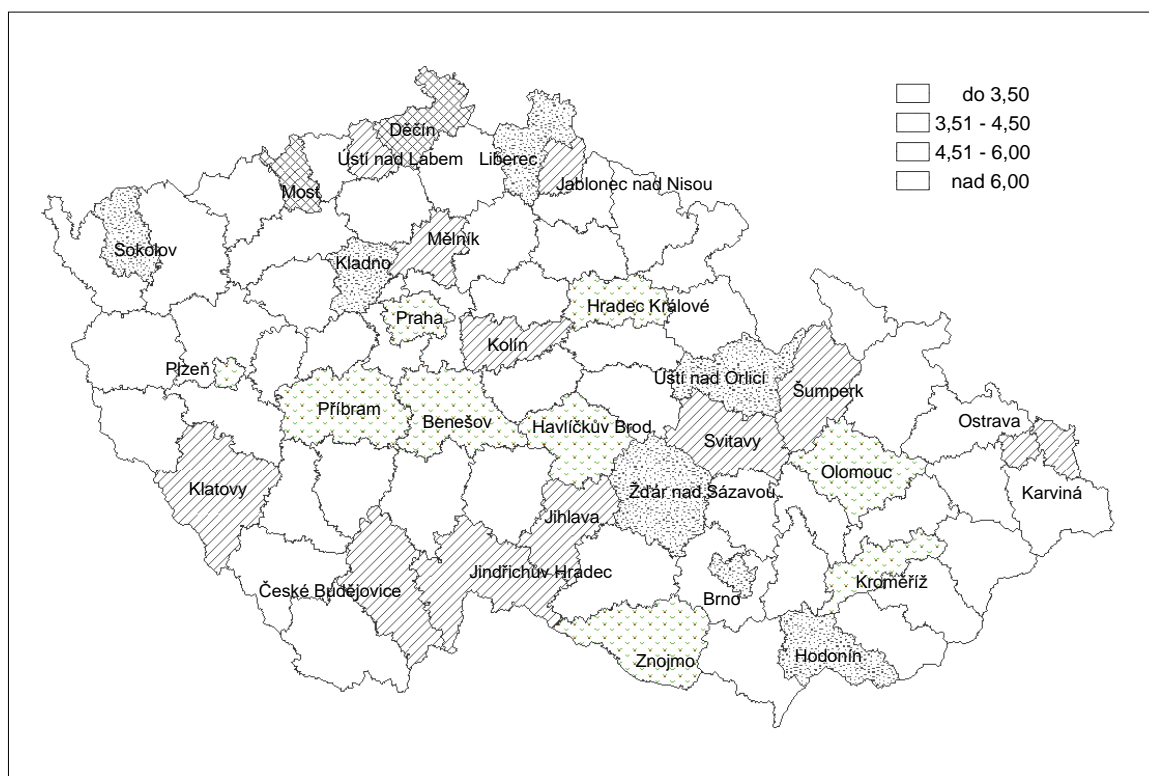 do 3,50
3,51 - 4,50
4,51 - 6,00
nad 6,00
Děčín
Ústí nad Labem
Liberec
Jablonec nad Nisou
Most
Sokolov
Mělník
Kladno
Hradec Králové
Praha
Kolín
Plzeň
Ústí nad Orlicí
Šumperk
Příbram
Benešov
Havlíčkův Brod
Svitavy
Ostrava
Olomouc
Klatovy
Žďár nad Sázavou
Karviná
Jihlava
Jindřichův Hradec
České Budějovice
Kroměříž
Brno
Hodonín
Znojmo